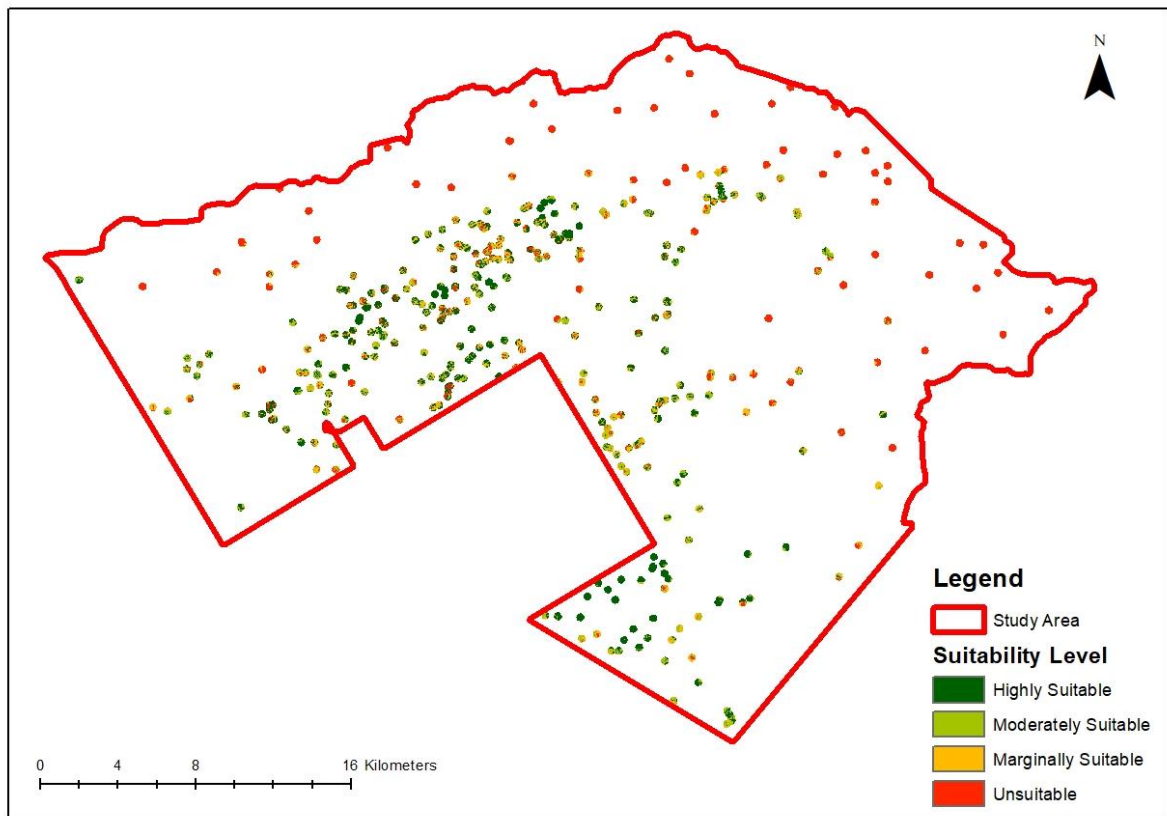 N
Legend
Study Area
Suitability Level
Highly Suitable
Moderately Suitable
Marginally Suitable
Unsuitable
0 4 8 16 Kilometers